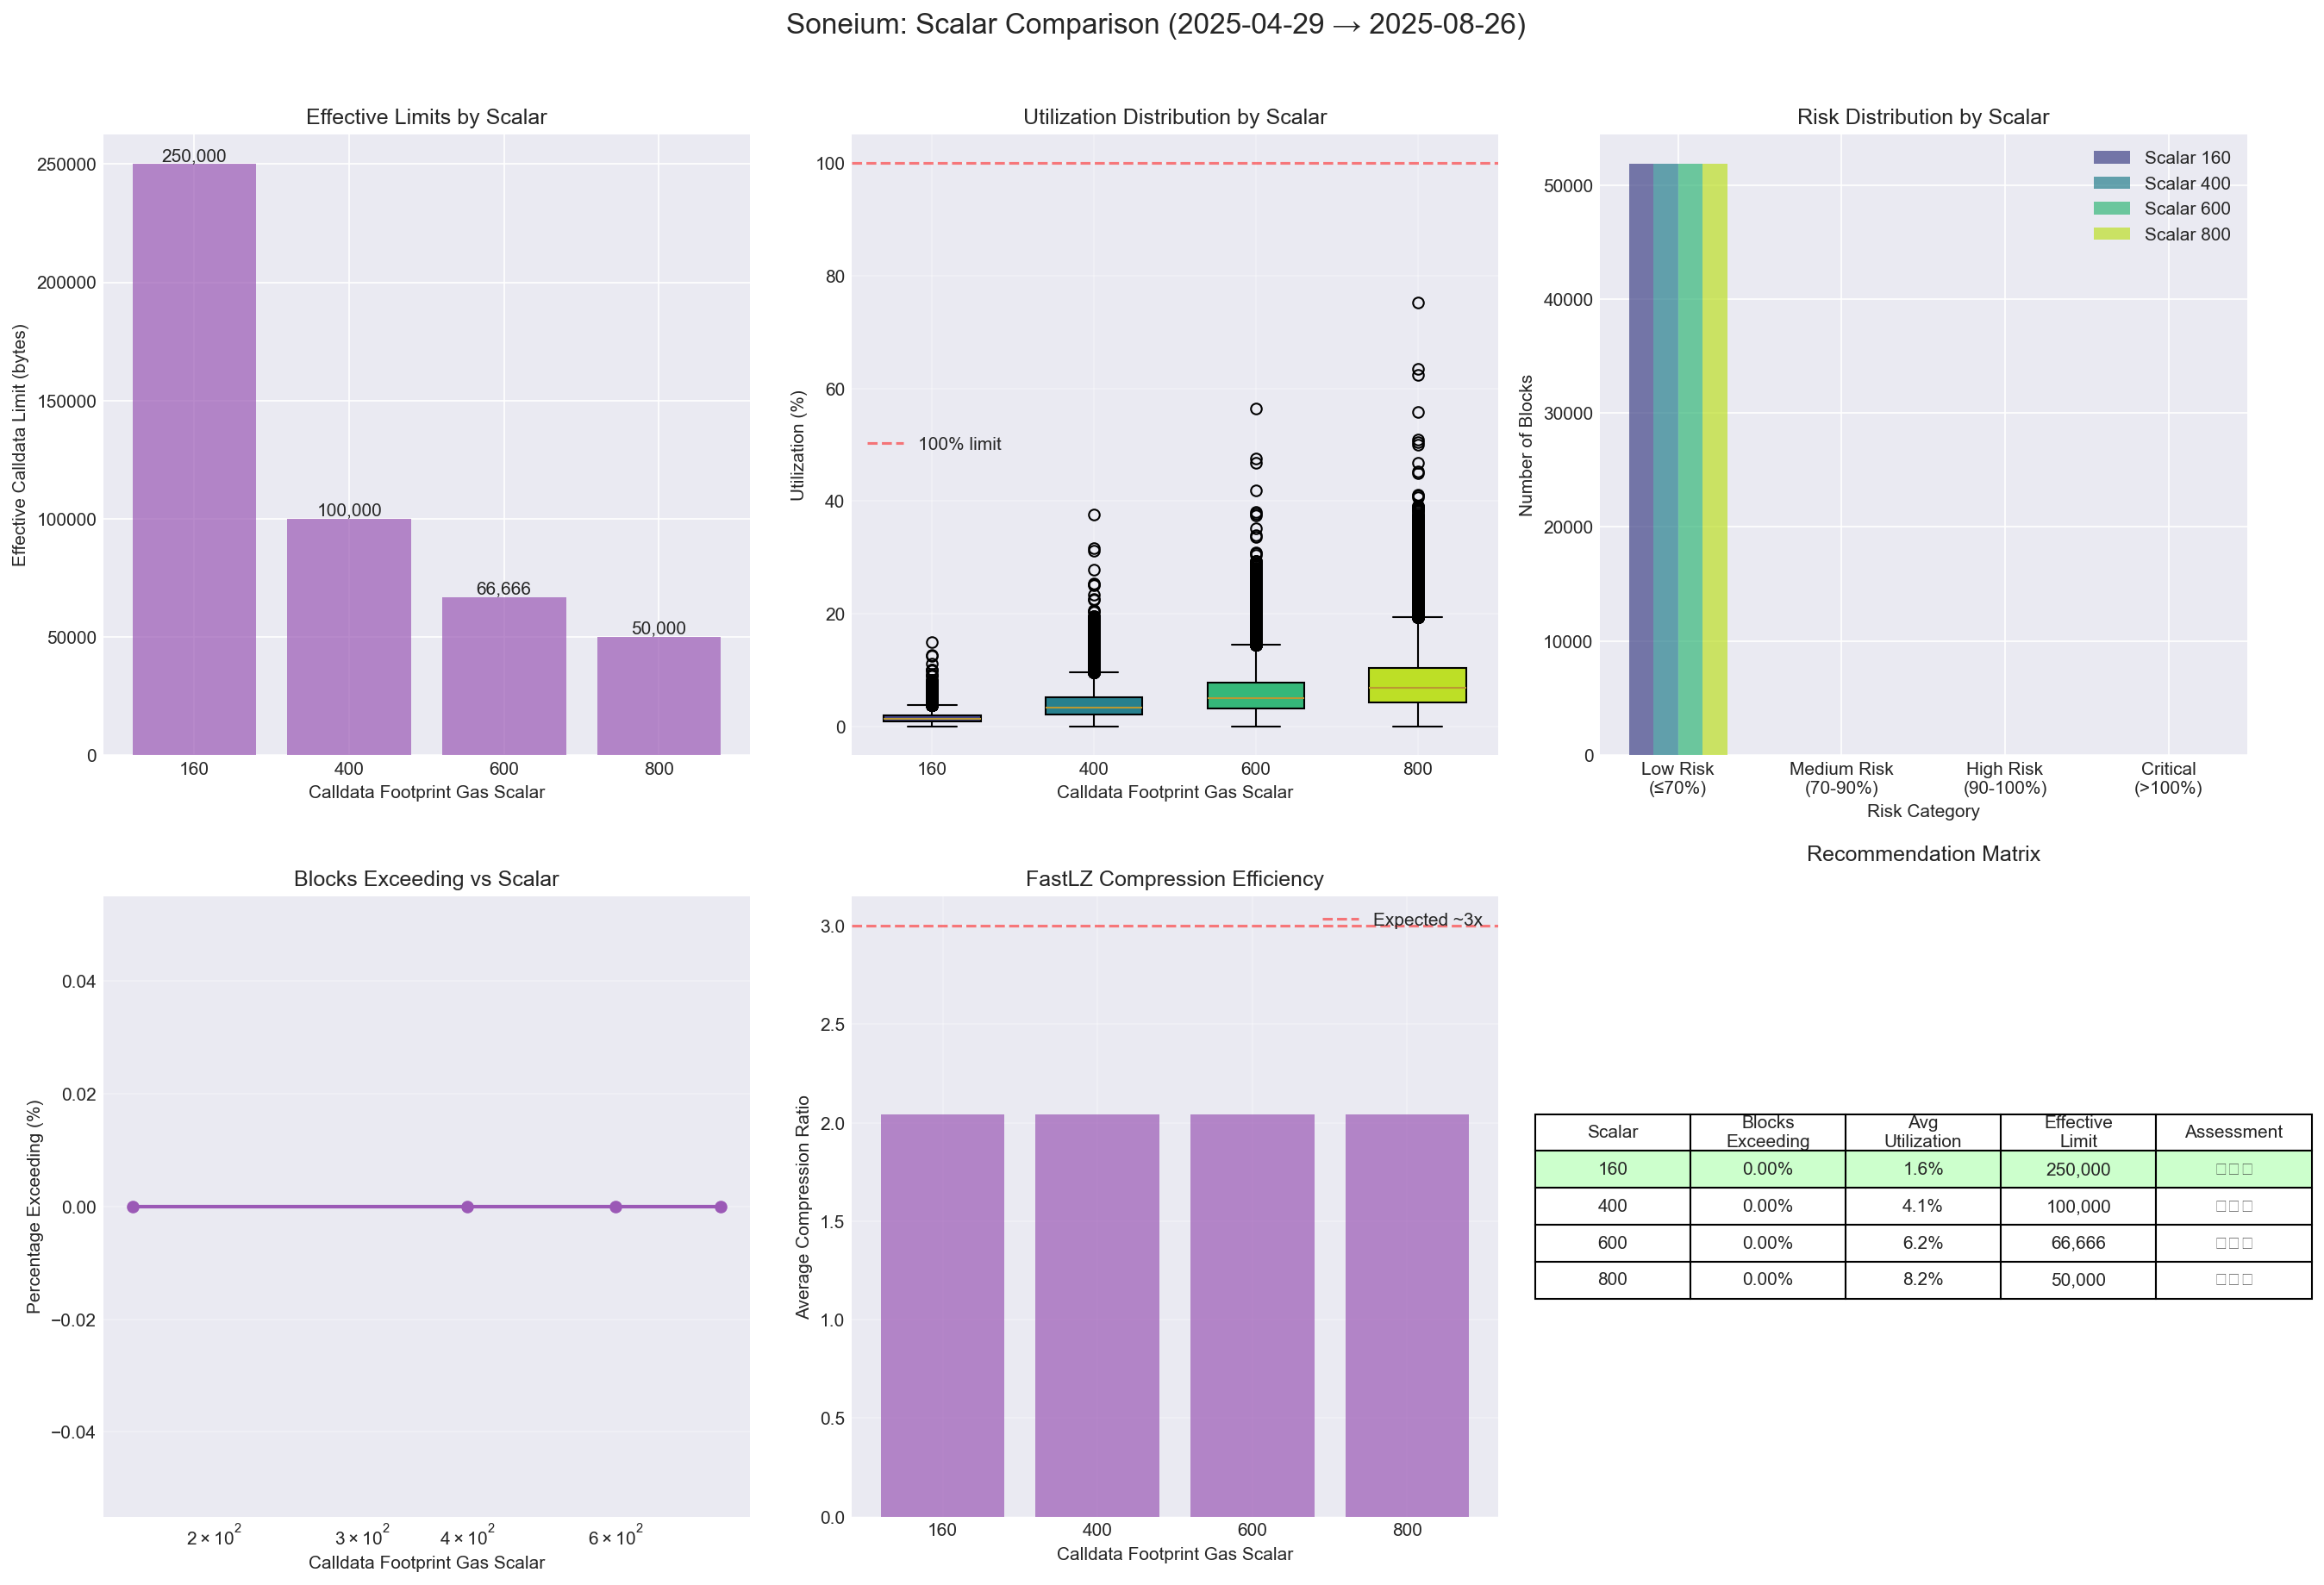 Soneium: Scalar Comparison (2025-04-29 → 2025-08-26)
Effective Limits by Scalar
Effective Calldata Limit (bytes)
250000
200000
150000
100000
50000
0
250,000
100,000
66,666
50,000
160
400
600
800
Calldata Footprint Gas Scalar
Utilization Distribution by Scalar
Utilization (%)
100
80
60
40
20
0
100% limit
160
400
600
800
Calldata Footprint Gas Scalar
Risk Distribution by Scalar
Number of Blocks
50000
40000
30000
20000
10000
0
Scalar 160
Scalar 400
Scalar 600
Scalar 800
Low Risk
(≤70%)
Medium Risk
(70-90%)
High Risk
(90-100%)
Critical
(>100%)
Risk Category
Blocks Exceeding vs Scalar
Percentage Exceeding (%)
0.04
0.02
0.00
−0.02
−0.04
2 × 10²
3 × 10²
4 × 10²
6 × 10²
Calldata Footprint Gas Scalar
FastLZ Compression Efficiency
Average Compression Ratio
3.0
2.5
2.0
1.5
1.0
0.5
0.0
Expected ~3x
160
400
600
800
Calldata Footprint Gas Scalar
Recommendation Matrix
Scalar
Blocks
Exceeding
Avg
Utilization
Effective
Limit
Assessment
160 0.00% 1.6% 250,000 □□□
400 0.00% 4.1% 100,000 □□□
600 0.00% 6.2% 66,666 □□□
800 0.00% 8.2% 50,000 □□□